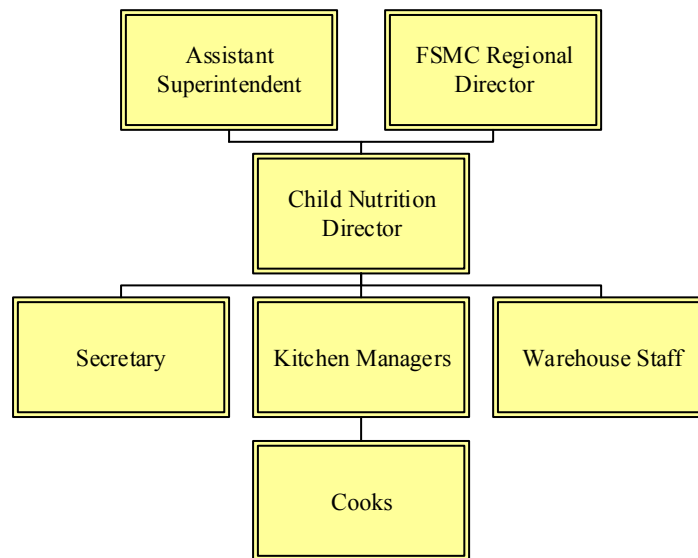 Assistant
Superintendent
FSMC Regional
Director
Child Nutrition
Director
Secretary
Kitchen Managers
Warehouse Staff
Cooks